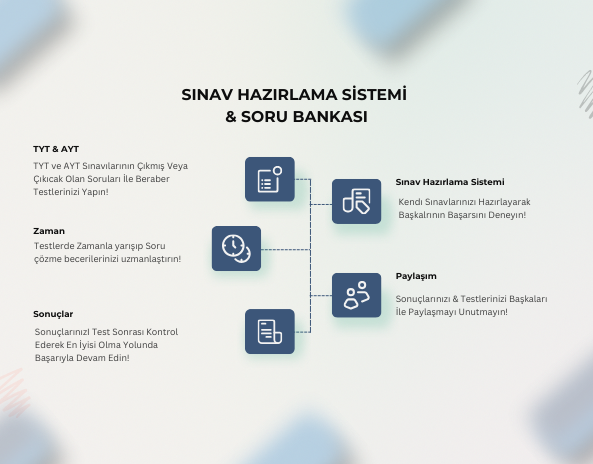 SINAV HAZIRLAMA SİSTEMİ
& SORU BANKASI
TYT & AYT
TYT ve AYT Sınavılarının Çıkmış Veya
Çıkıcak Olan Soruları İle Beraber
Testlerinizi Yapın!
Zaman
Testlerde Zamanla yarışıp Soru
çözme becerilerinizi uzmanlaştırın!
Sonuçlar
Sonuçlarınızı Test Sonrası Kontrol
Ederek En İyisi Olma Yolunda
Başarıyla Devam Edin!
Sınav Hazırlama Sistemi
Kendi Sınavlarınızı Hazırlayarak
Başkalrının Başarsını Deneyin!
Paylaşım
Sonuçlarınızı & Testlerinizi Başkaları
İle Paylaşmayı Unutmayın!